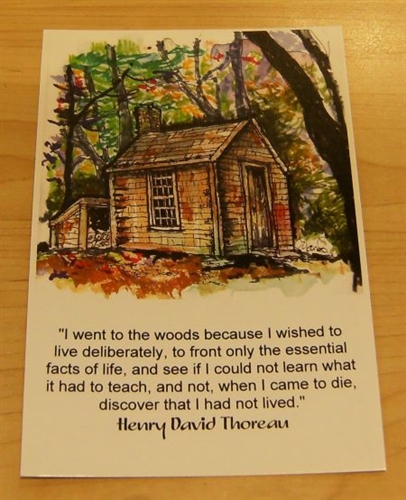 "I went to the woods because I wished to
live deliberately, to front only the essential
facts of life, and see if I could not learn what
it had to teach, and not, when I came to die,
discover that I had not lived."
Henry David Thoreau